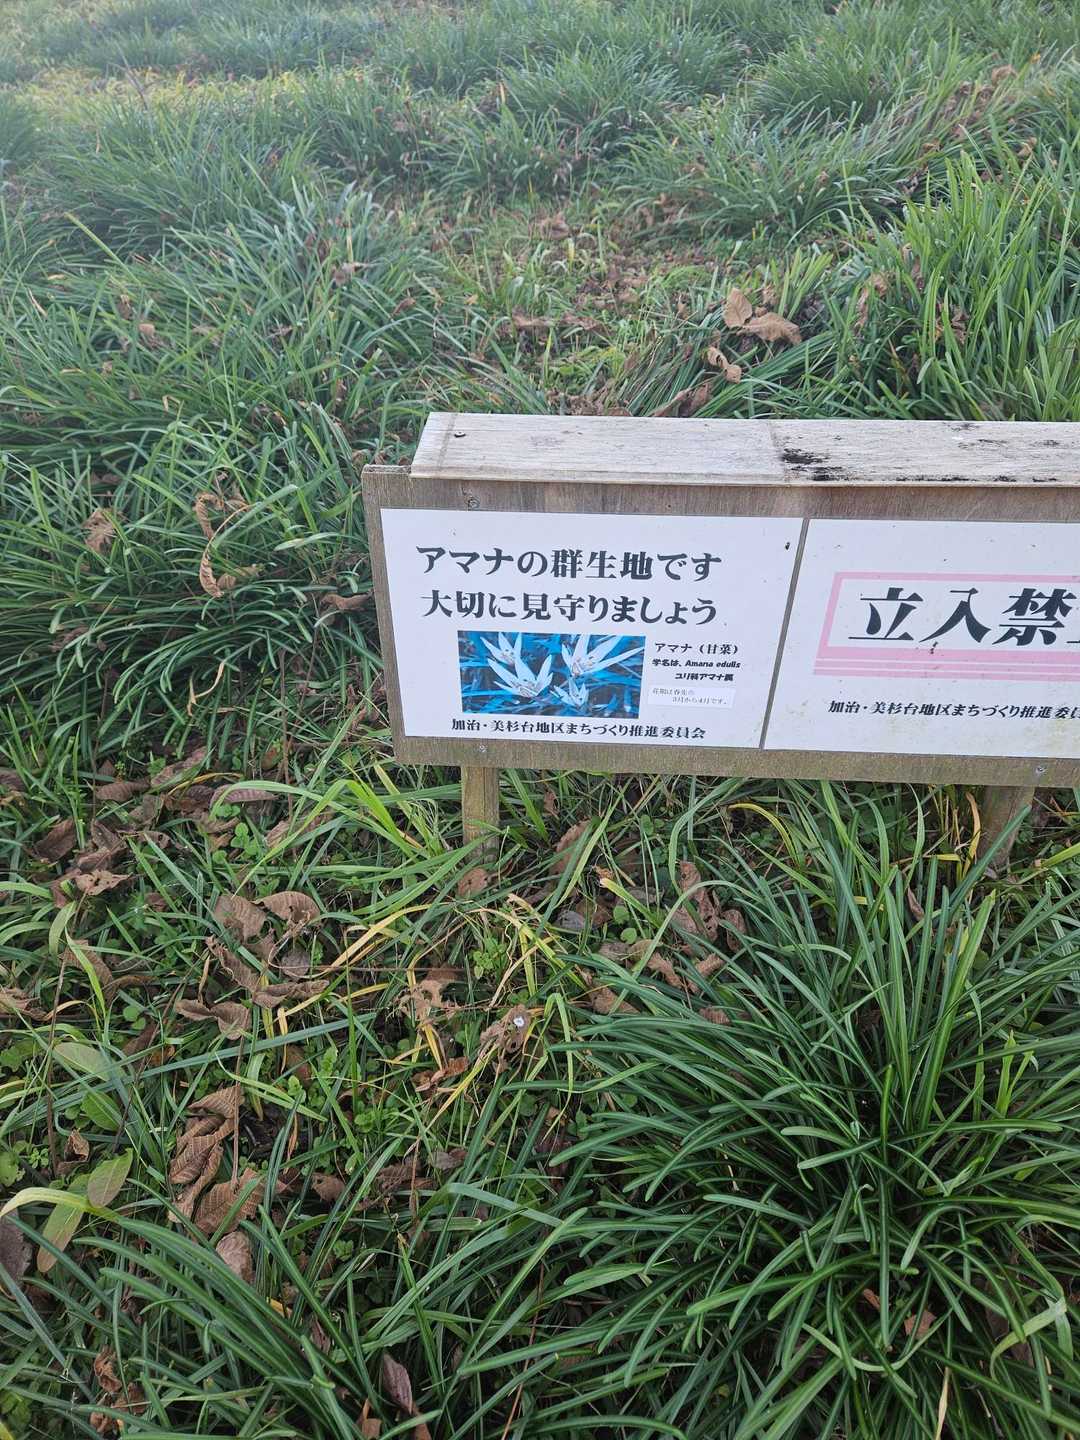 アマナの群生地です
大切に見守りましょう
アマナ（甘菜）
学名は、Amana edulis
ユリ科アマナ属
花期は春先の
3月から4月です。
加治・美杉台地区まちづくり推進委員会
立入禁
加治・美杉台地区まちづくり推進委員